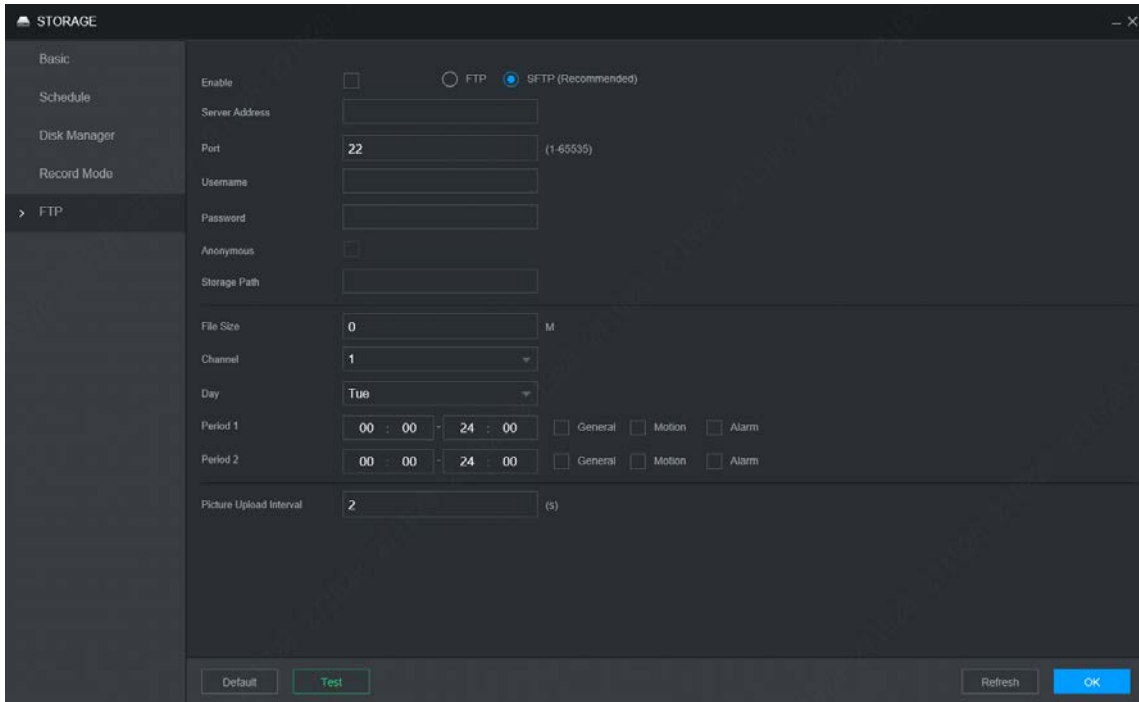 STORAGE
Basic
Schedule
Disk Manager
Record Mode
FTP
Enable FTP SFTP (Recommended)
Server Address
Port 22 (1-65535)
Username
Password
Anonymous
Storage Path
File Size 0 M
Channel 1
Day Tue
Period 1 00 : 00 - 24 : 00 General Motion Alarm
Period 2 00 : 00 - 24 : 00 General Motion Alarm
Picture Upload Interval 2 (s)
Default Test Refresh OK